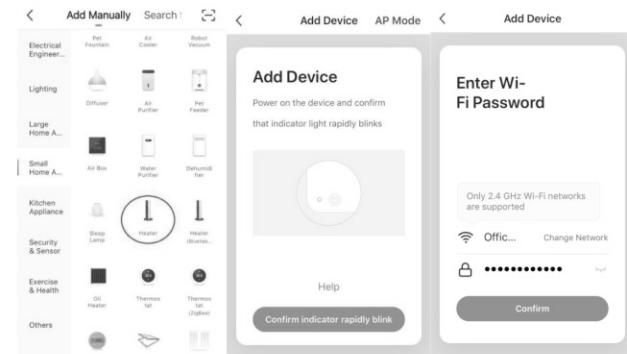 Add Manually
Search
Electrical
Engineer...
Lighting
Large
Home A...
Small
Home A...
Kitchen
Appliance
Security
& Sensor
Exercise
& Health
Others
Pet
Fountain
Air
Cooler
Robot
Vacuum
Diffuser
Air
Purifier
Pet
Feeder
Air Box
Water
Purifier
Dehumidi
fier
Sleep
Lamp
Heater
Heater
Oil
Heater
Thermos
tat
Thermos
tat
(ZigBee)
Add Device
AP Mode
Add Device
Power on the device and confirm
that indicator light rapidly blinks
Help
Confirm indicator rapidly blink
Add Device
Enter Wi-
Fi Password
Only 2.4 GHz Wi-Fi networks
are supported
Offic...
Change Network
Confirm